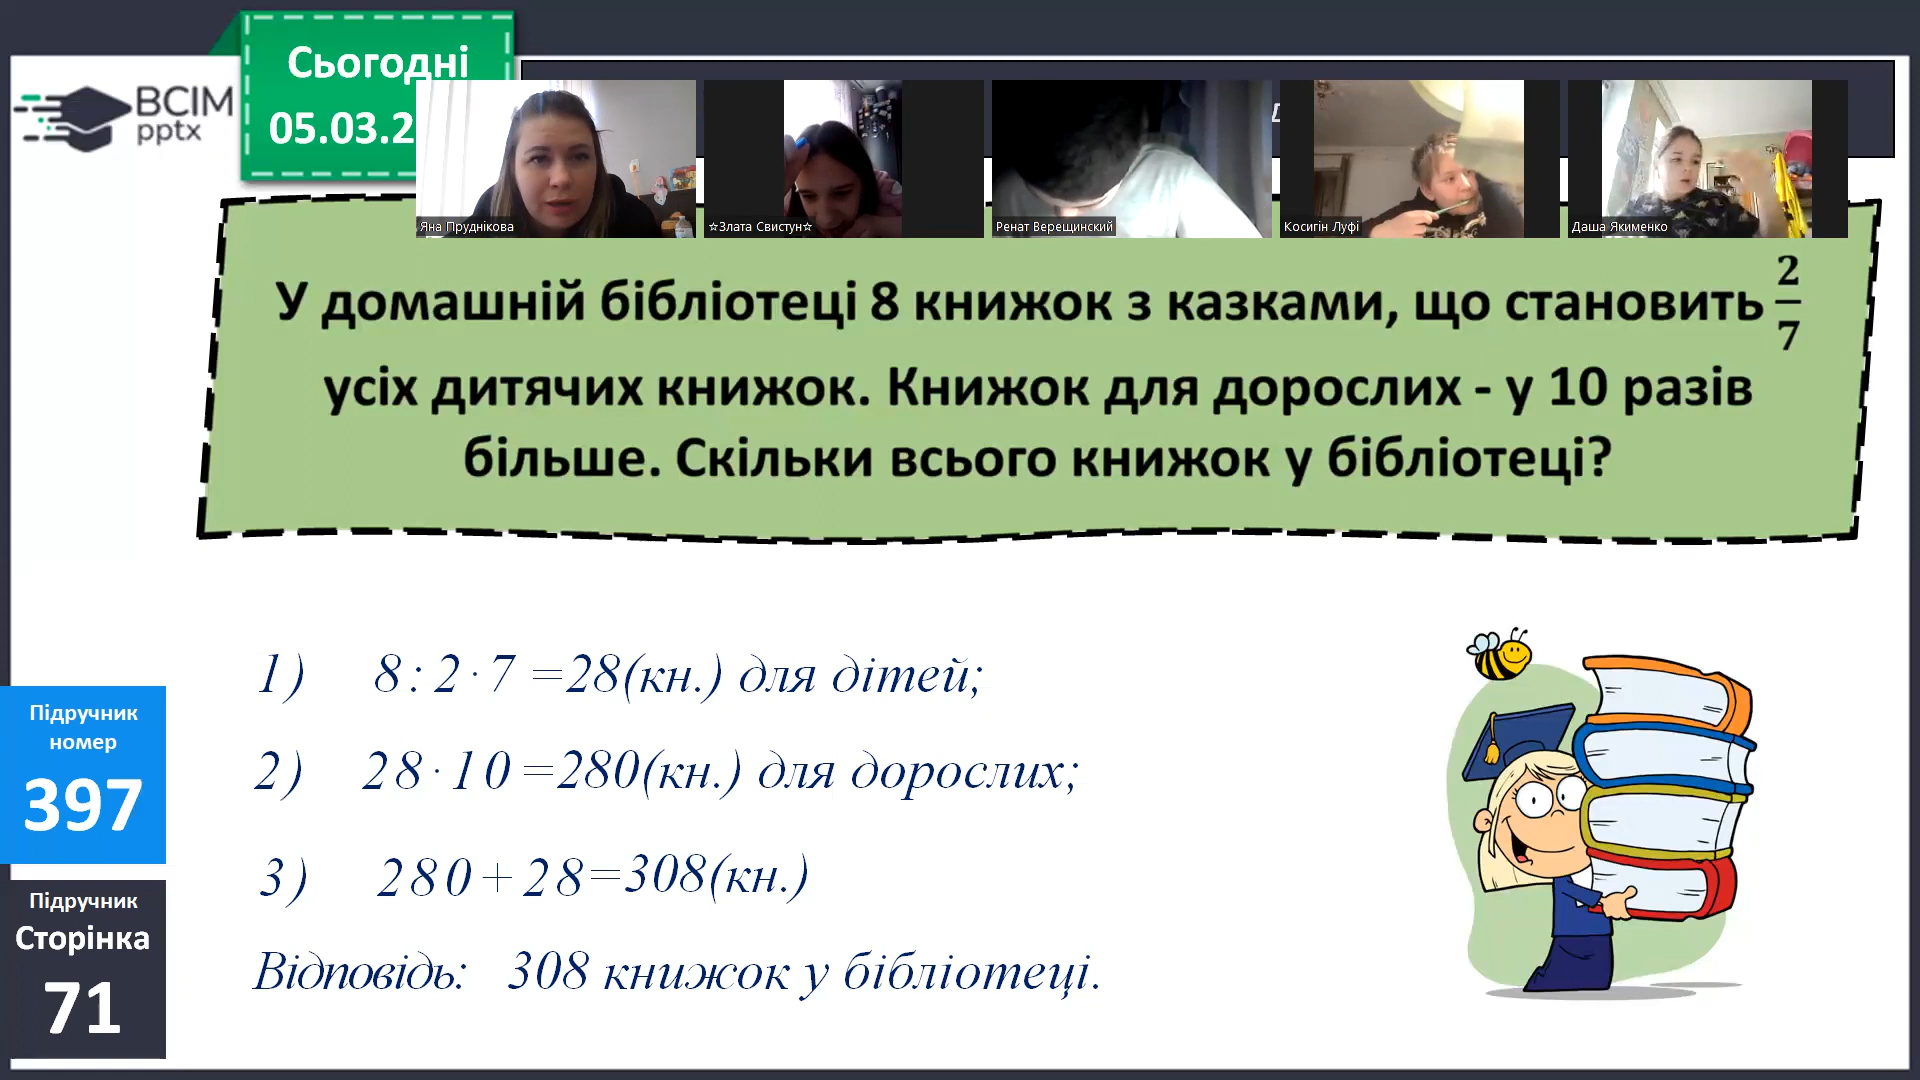 Сьогодні
05.03.2
BCIM
pptx
Яна Пруднікова
☆Злата Свистун☆
Ренат Верещинский
Косигін Луфі
Даша Якименко
У домашній бібліотеці 8 книжок з казками, що становить 2/7
усіх дитячих книжок. Книжок для дорослих - у 10 разів
більше. Скільки всього книжок у бібліотеці?
1) 8 : 2 · 7 =28(кн.) для дітей;
2) 28 · 10 =280(кн.) для дорослих;
3) 280 + 28=308(кн.)
Відповідь: 308 книжок у бібліотеці.
Підручник
номер
397
Підручник
Сторінка
71